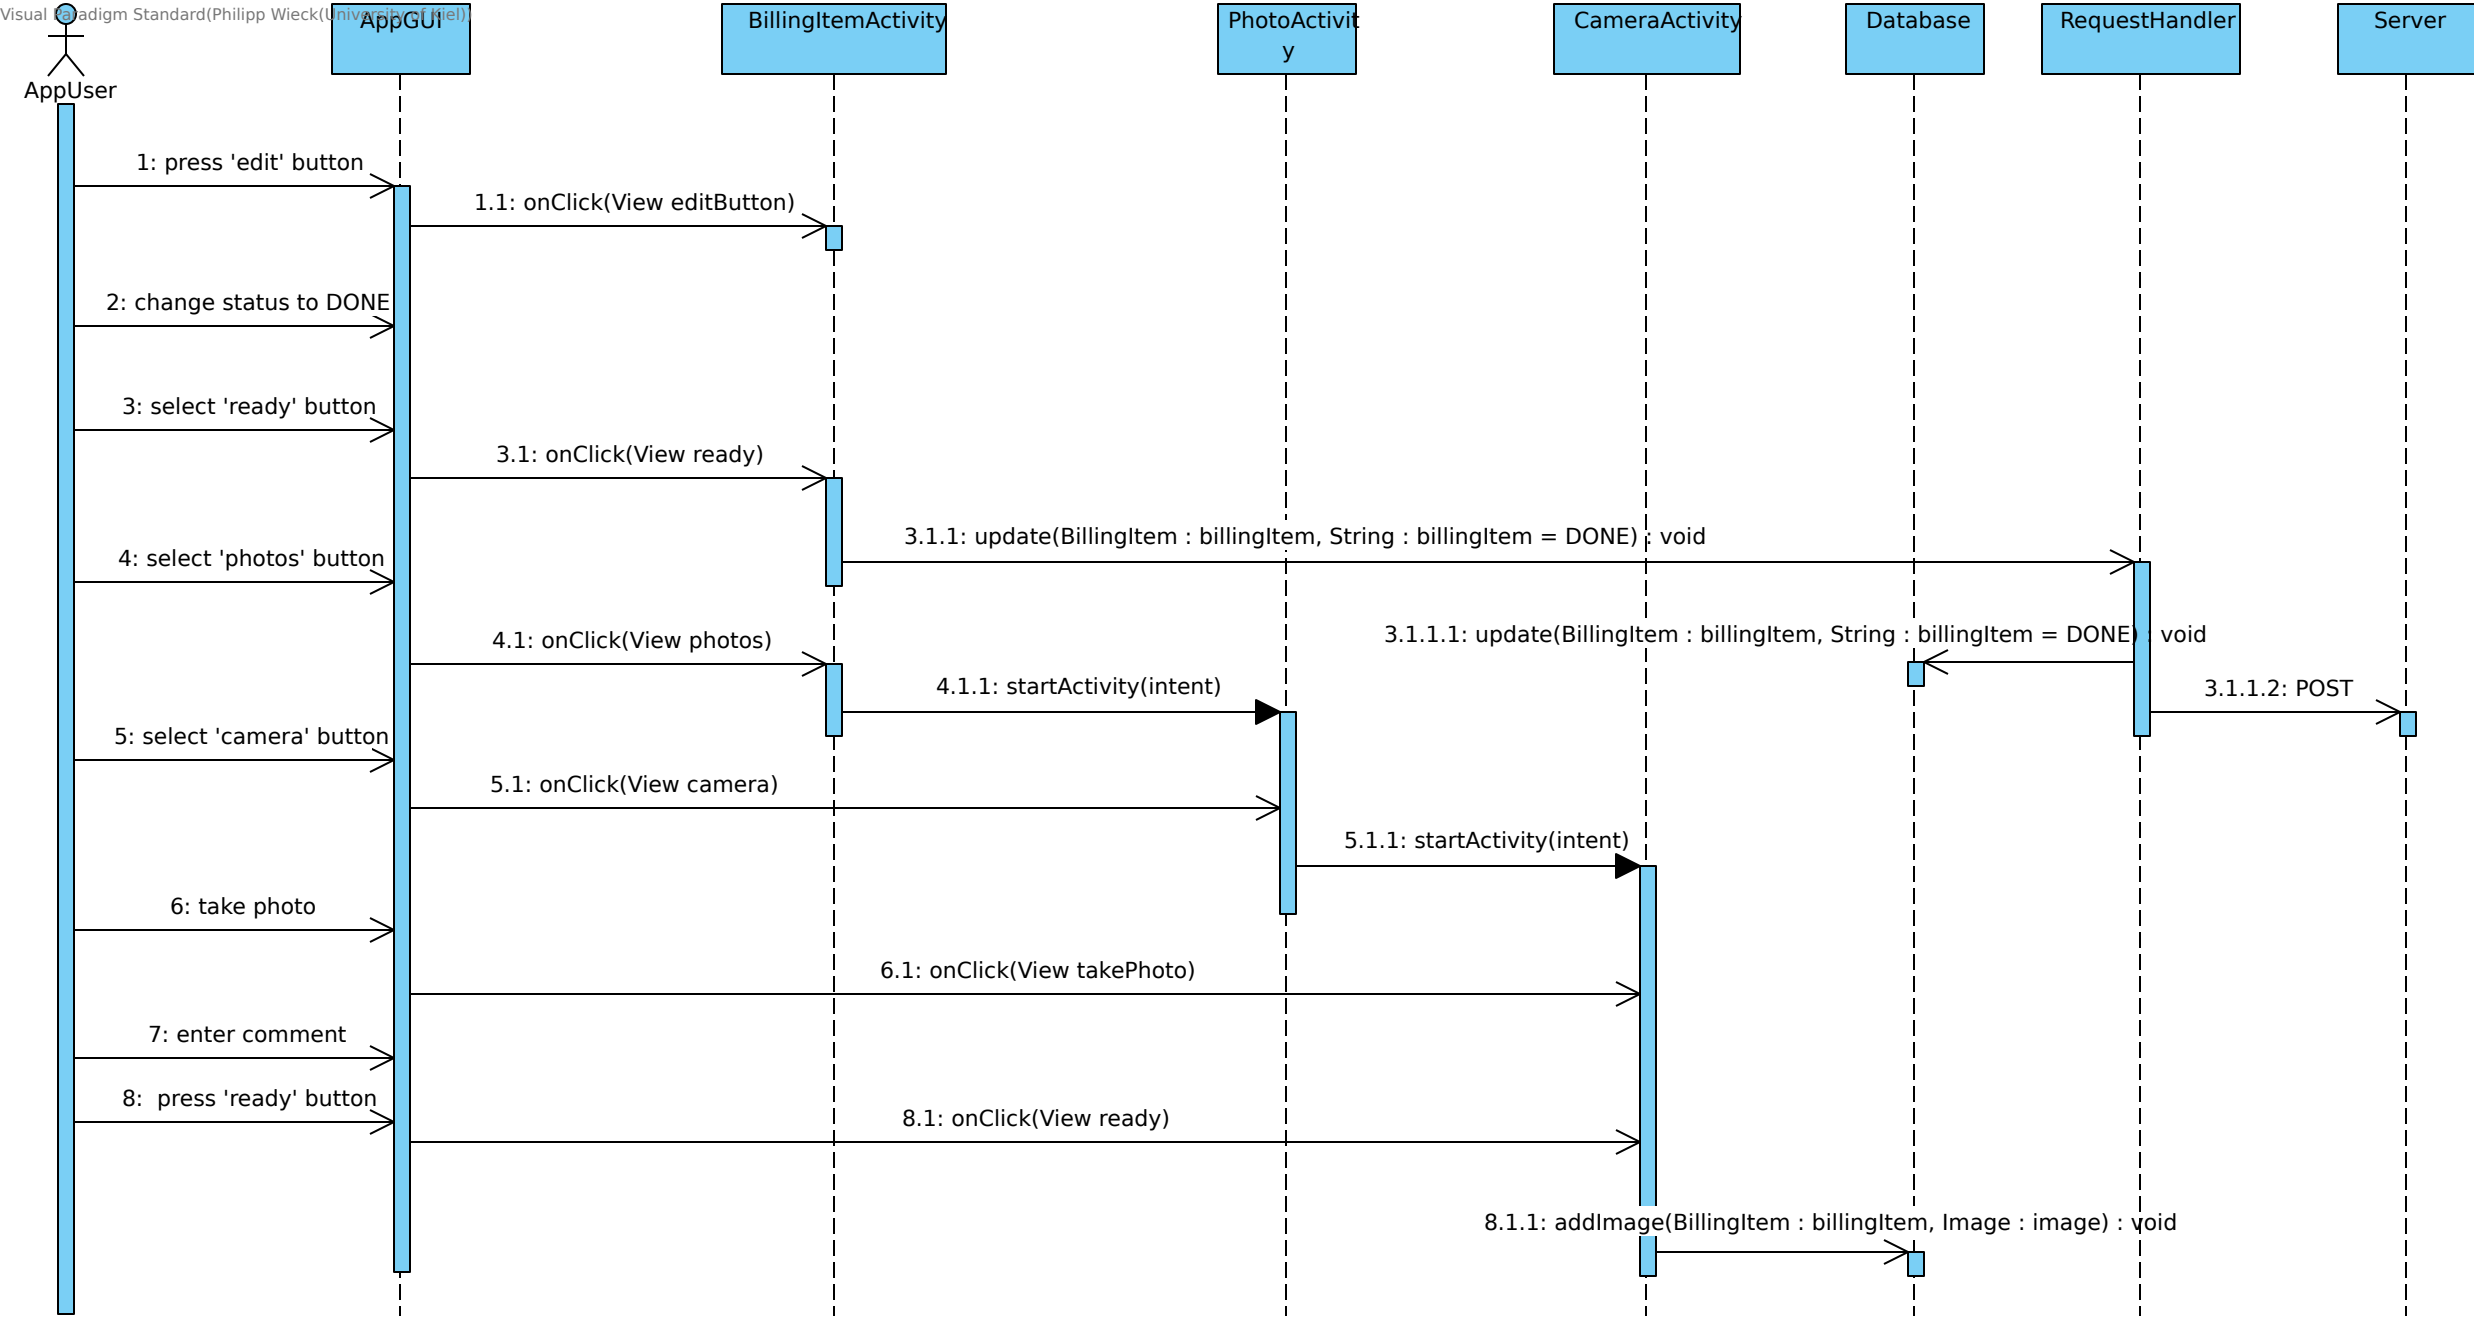 Visual Paradigm Standard(Philipp Wieck(University of Kiel))
AppUser
AppGUI
BillingItemActivity
PhotoActivit
y
CameraActivity
Database
RequestHandler
Server
1: press 'edit' button
1.1: onClick(View editButton)
2: change status to DONE
3: select 'ready' button
3.1: onClick(View ready)
3.1.1: update(BillingItem : billingItem, String : billingItem = DONE) : void
4: select 'photos' button
3.1.1.1: update(BillingItem : billingItem, String : billingItem = DONE) : void
4.1: onClick(View photos)
4.1.1: startActivity(intent)
3.1.1.2: POST
5: select 'camera' button
5.1: onClick(View camera)
5.1.1: startActivity(intent)
6: take photo
6.1: onClick(View takePhoto)
7: enter comment
8:  press 'ready' button
8.1: onClick(View ready)
8.1.1: addImage(BillingItem : billingItem, Image : image) : void